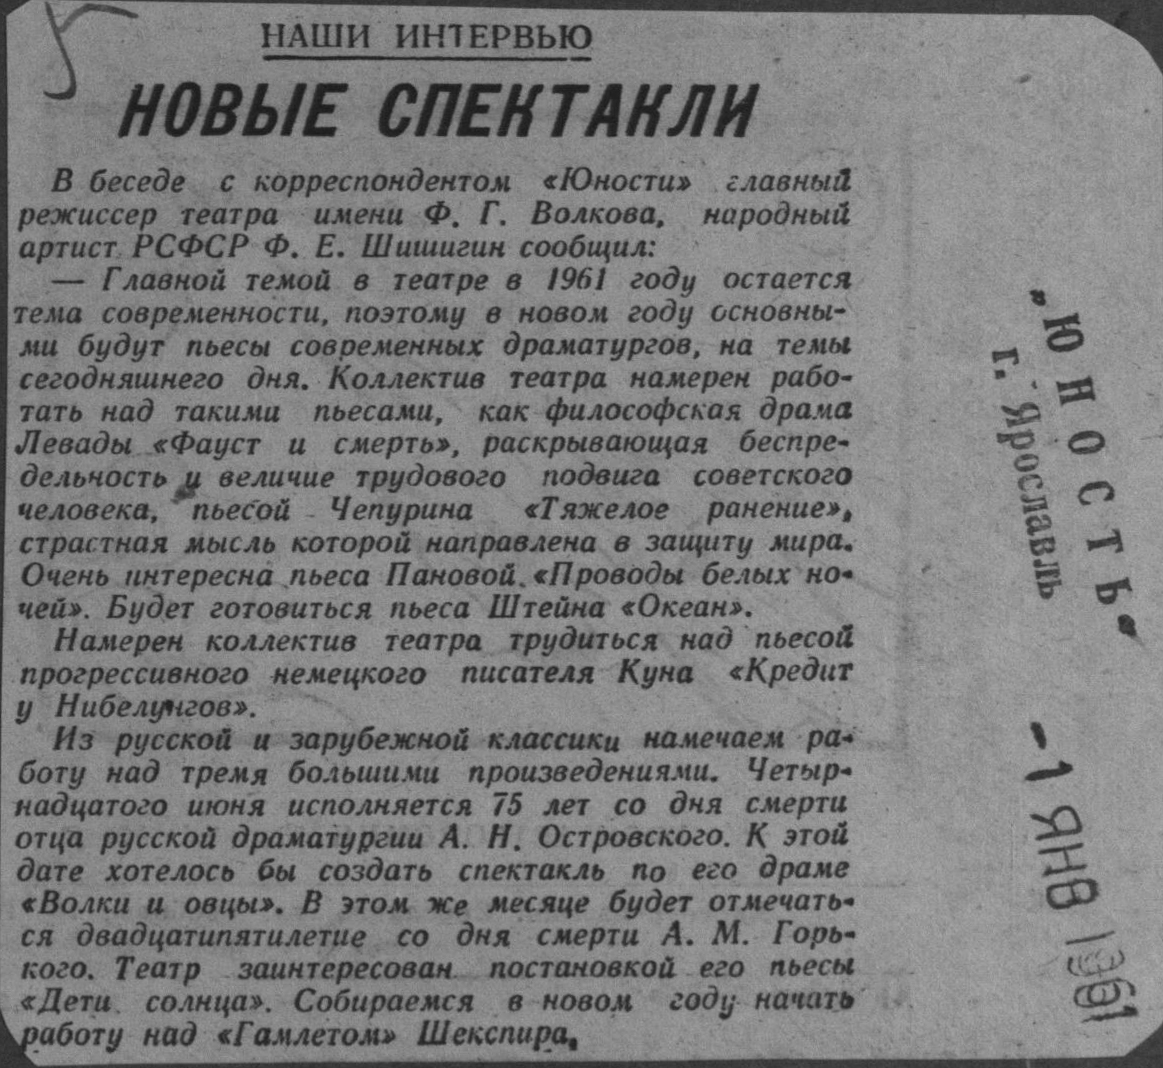 НАШИ ИНТЕРВЬЮ
НОВЫЕ СПЕКТАКЛИ
В беседе с корреспондентом «Юности» главный
режиссер театра имени Ф. Г. Волкова, народный
артист РСФСР Ф. Е. Шишигин сообщил:
— Главной темой в театре в 1961 году остается
тема современности, поэтому в новом году основны-
ми будут пьесы современных драматургов, на темы
сегодняшнего дня. Коллектив театра намерен рабо-
тать над такими пьесами, как философская драма
Левады «Фауст и смерть», раскрывающая беспре-
дельность и величие трудового подвига советского
человека, пьесой Чепурина «Тяжелое ранение»,
страстная мысль которой направлена в защиту мира.
Очень интересна пьеса Пановой «Проводы белых но-
чей». Будет готовиться пьеса Штейна «Океан».
Намерен коллектив театра трудиться над пьесой
прогрессивного немецкого писателя Куна «Кредит
у Нибелунгов».
Из русской и зарубежной классики намечаем ра-
боту над тремя большими произведениями. Четыр-
надцатого июня исполняется 75 лет со дня смерти
отца русской драматургии А. Н. Островского. К этой
дате хотелось бы создать спектакль по его драме
«Волки и овцы». В этом же месяце будет отмечать-
ся двадцатипятилетие со дня смерти А. М. Горь-
кого. Театр заинтересован постановкой его пьесы
«Дети солнца». Собираемся в новом году начать
работу над «Гамлетом» Шекспира.
„ЮНОСТЬ“
г. Ярославль
-1 ЯНВ 1961